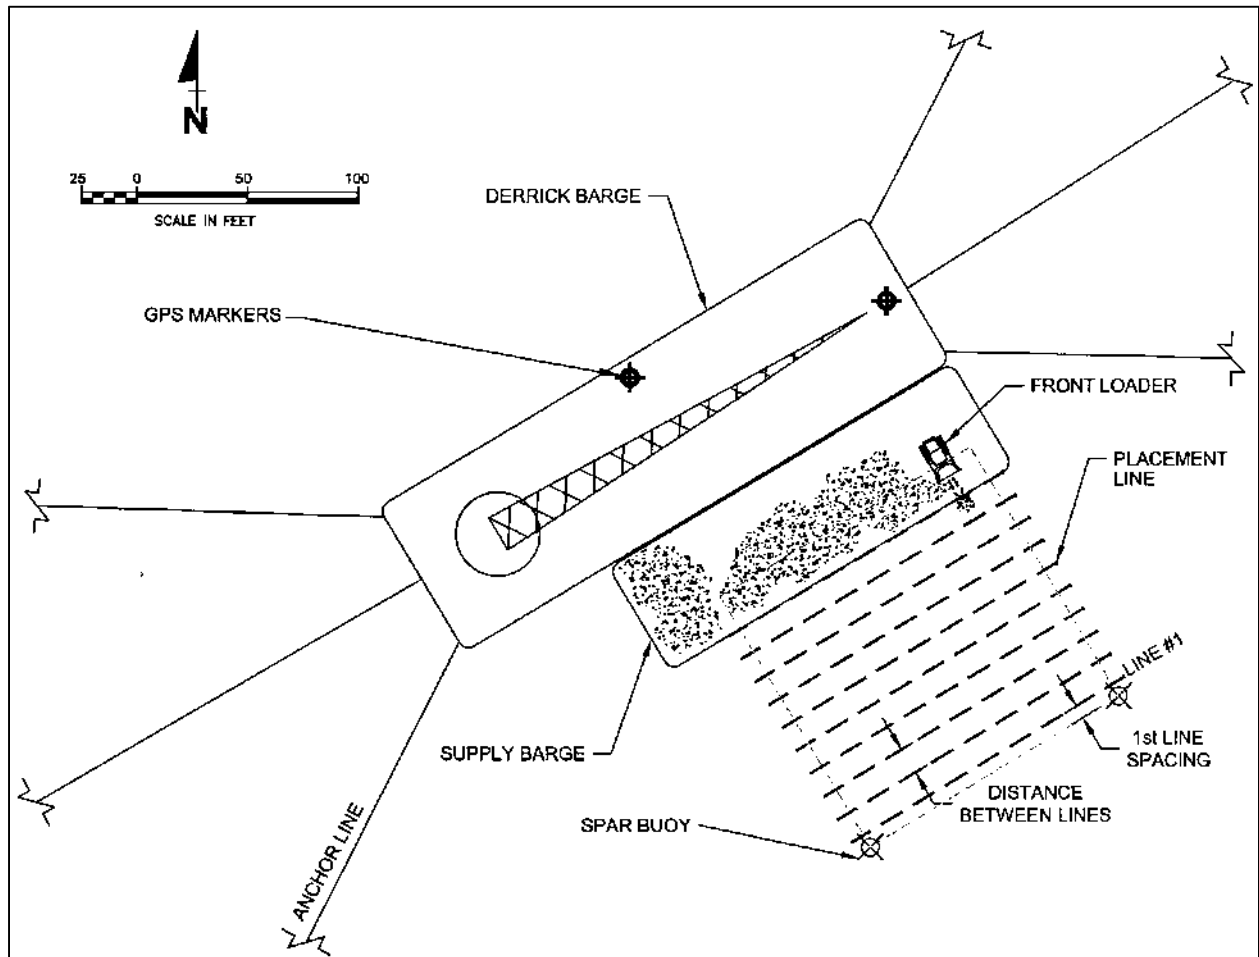 N
25 0 50 100
SCALE IN FEET
DERRICK BARGE
GPS MARKERS
FRONT LOADER
PLACEMENT
LINE
LINE #1
1st LINE
SPACING
SUPPLY BARGE
DISTANCE
BETWEEN LINES
SPAR BUOY
ANCHOR LINE